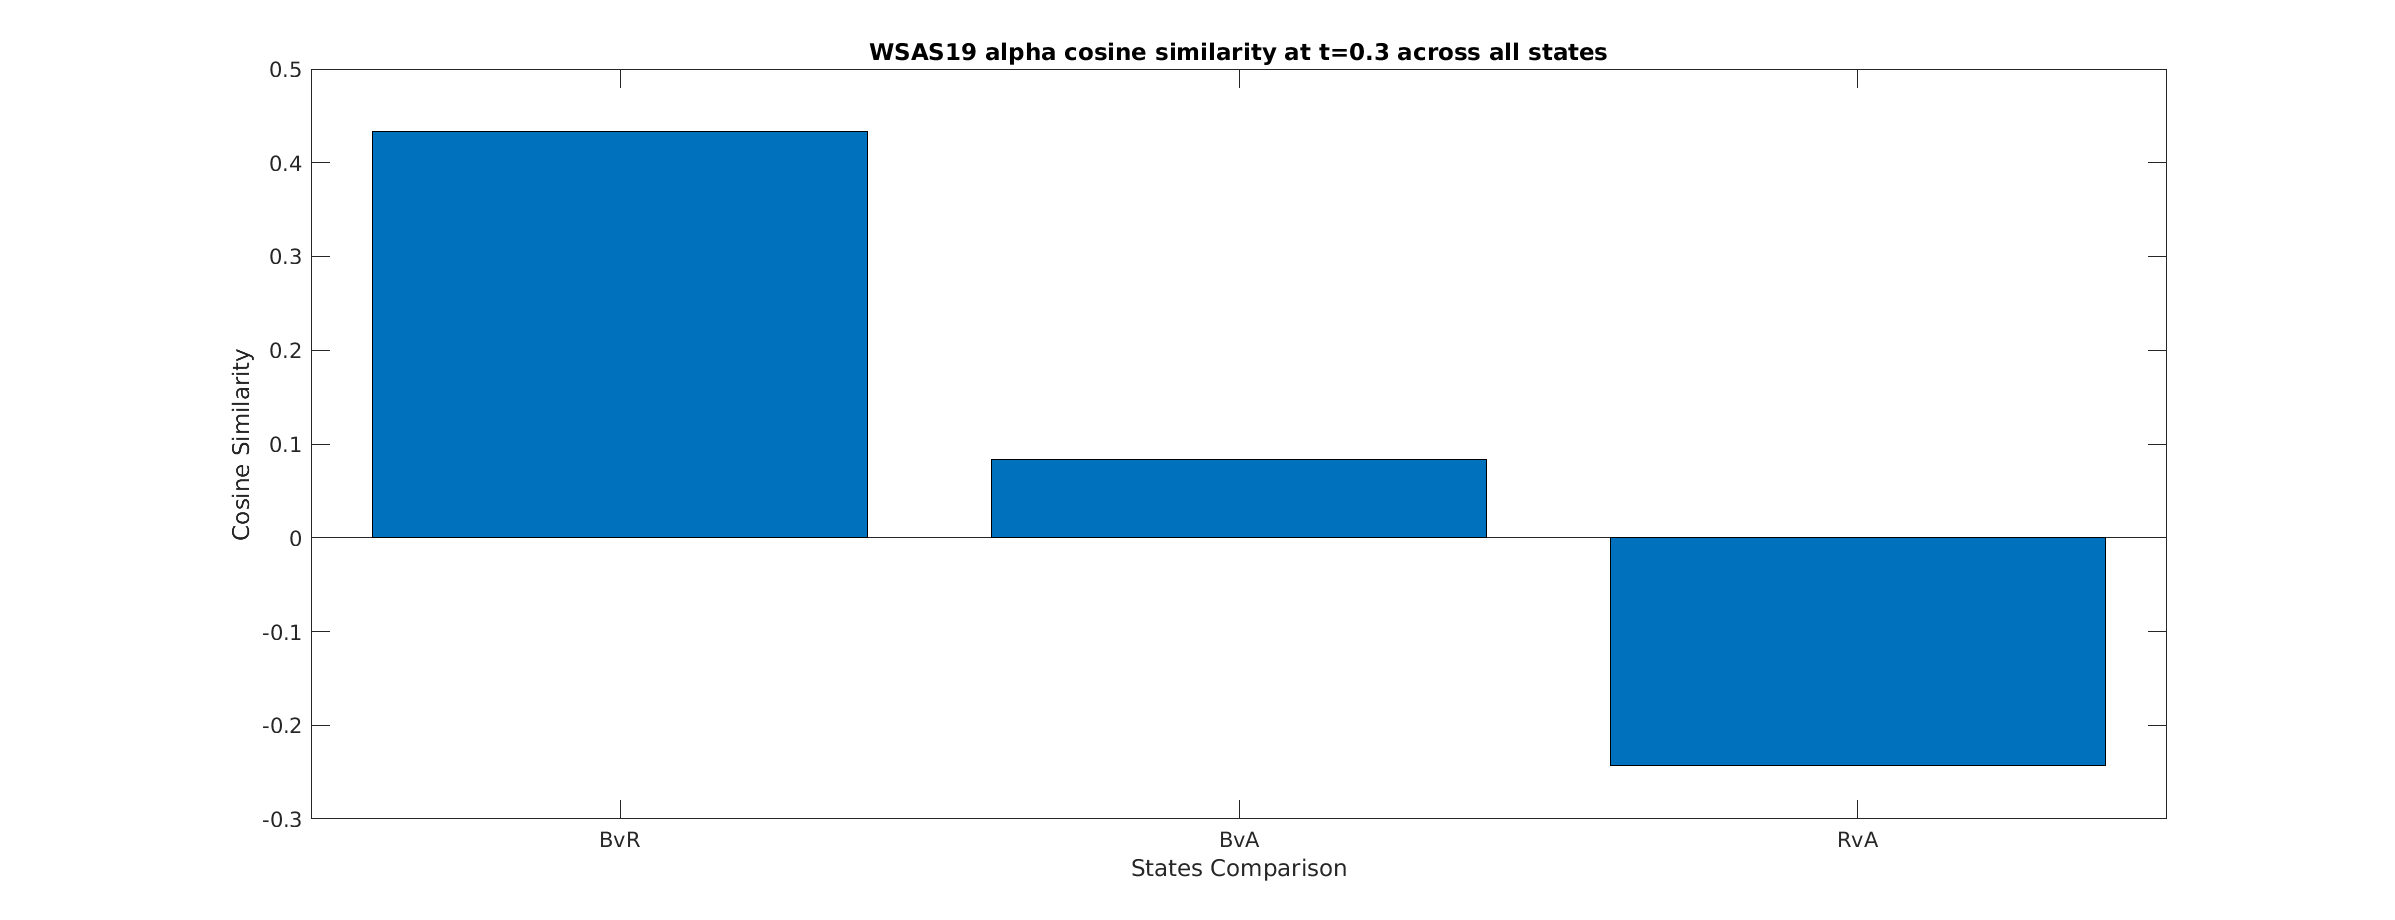 WSAS19 alpha cosine similarity at t=0.3 across all states
0.5
0.4
0.3
0.2
0.1
0
-0.1
-0.2
-0.3
Cosine Similarity
BvR
BvA
RvA
States Comparison